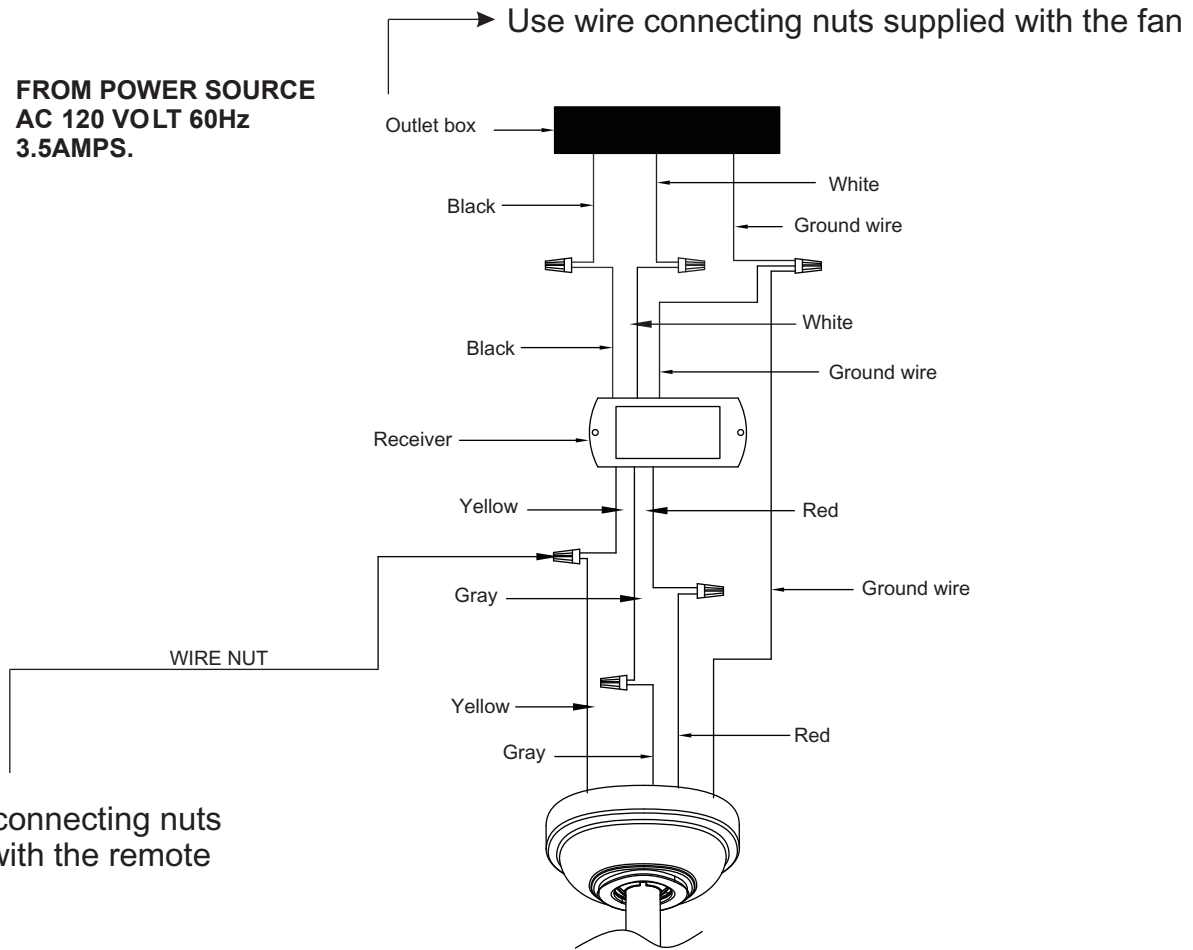 Use wire connecting nuts supplied with the fan
FROM POWER SOURCE
AC 120 VOLT 60Hz
3.5AMPS.
Outlet box
White
Black
Ground wire
White
Black
Ground wire
Receiver
Yellow
Red
Gray
Ground wire
WIRE NUT
Yellow
Red
Gray
connecting nuts
with the remote